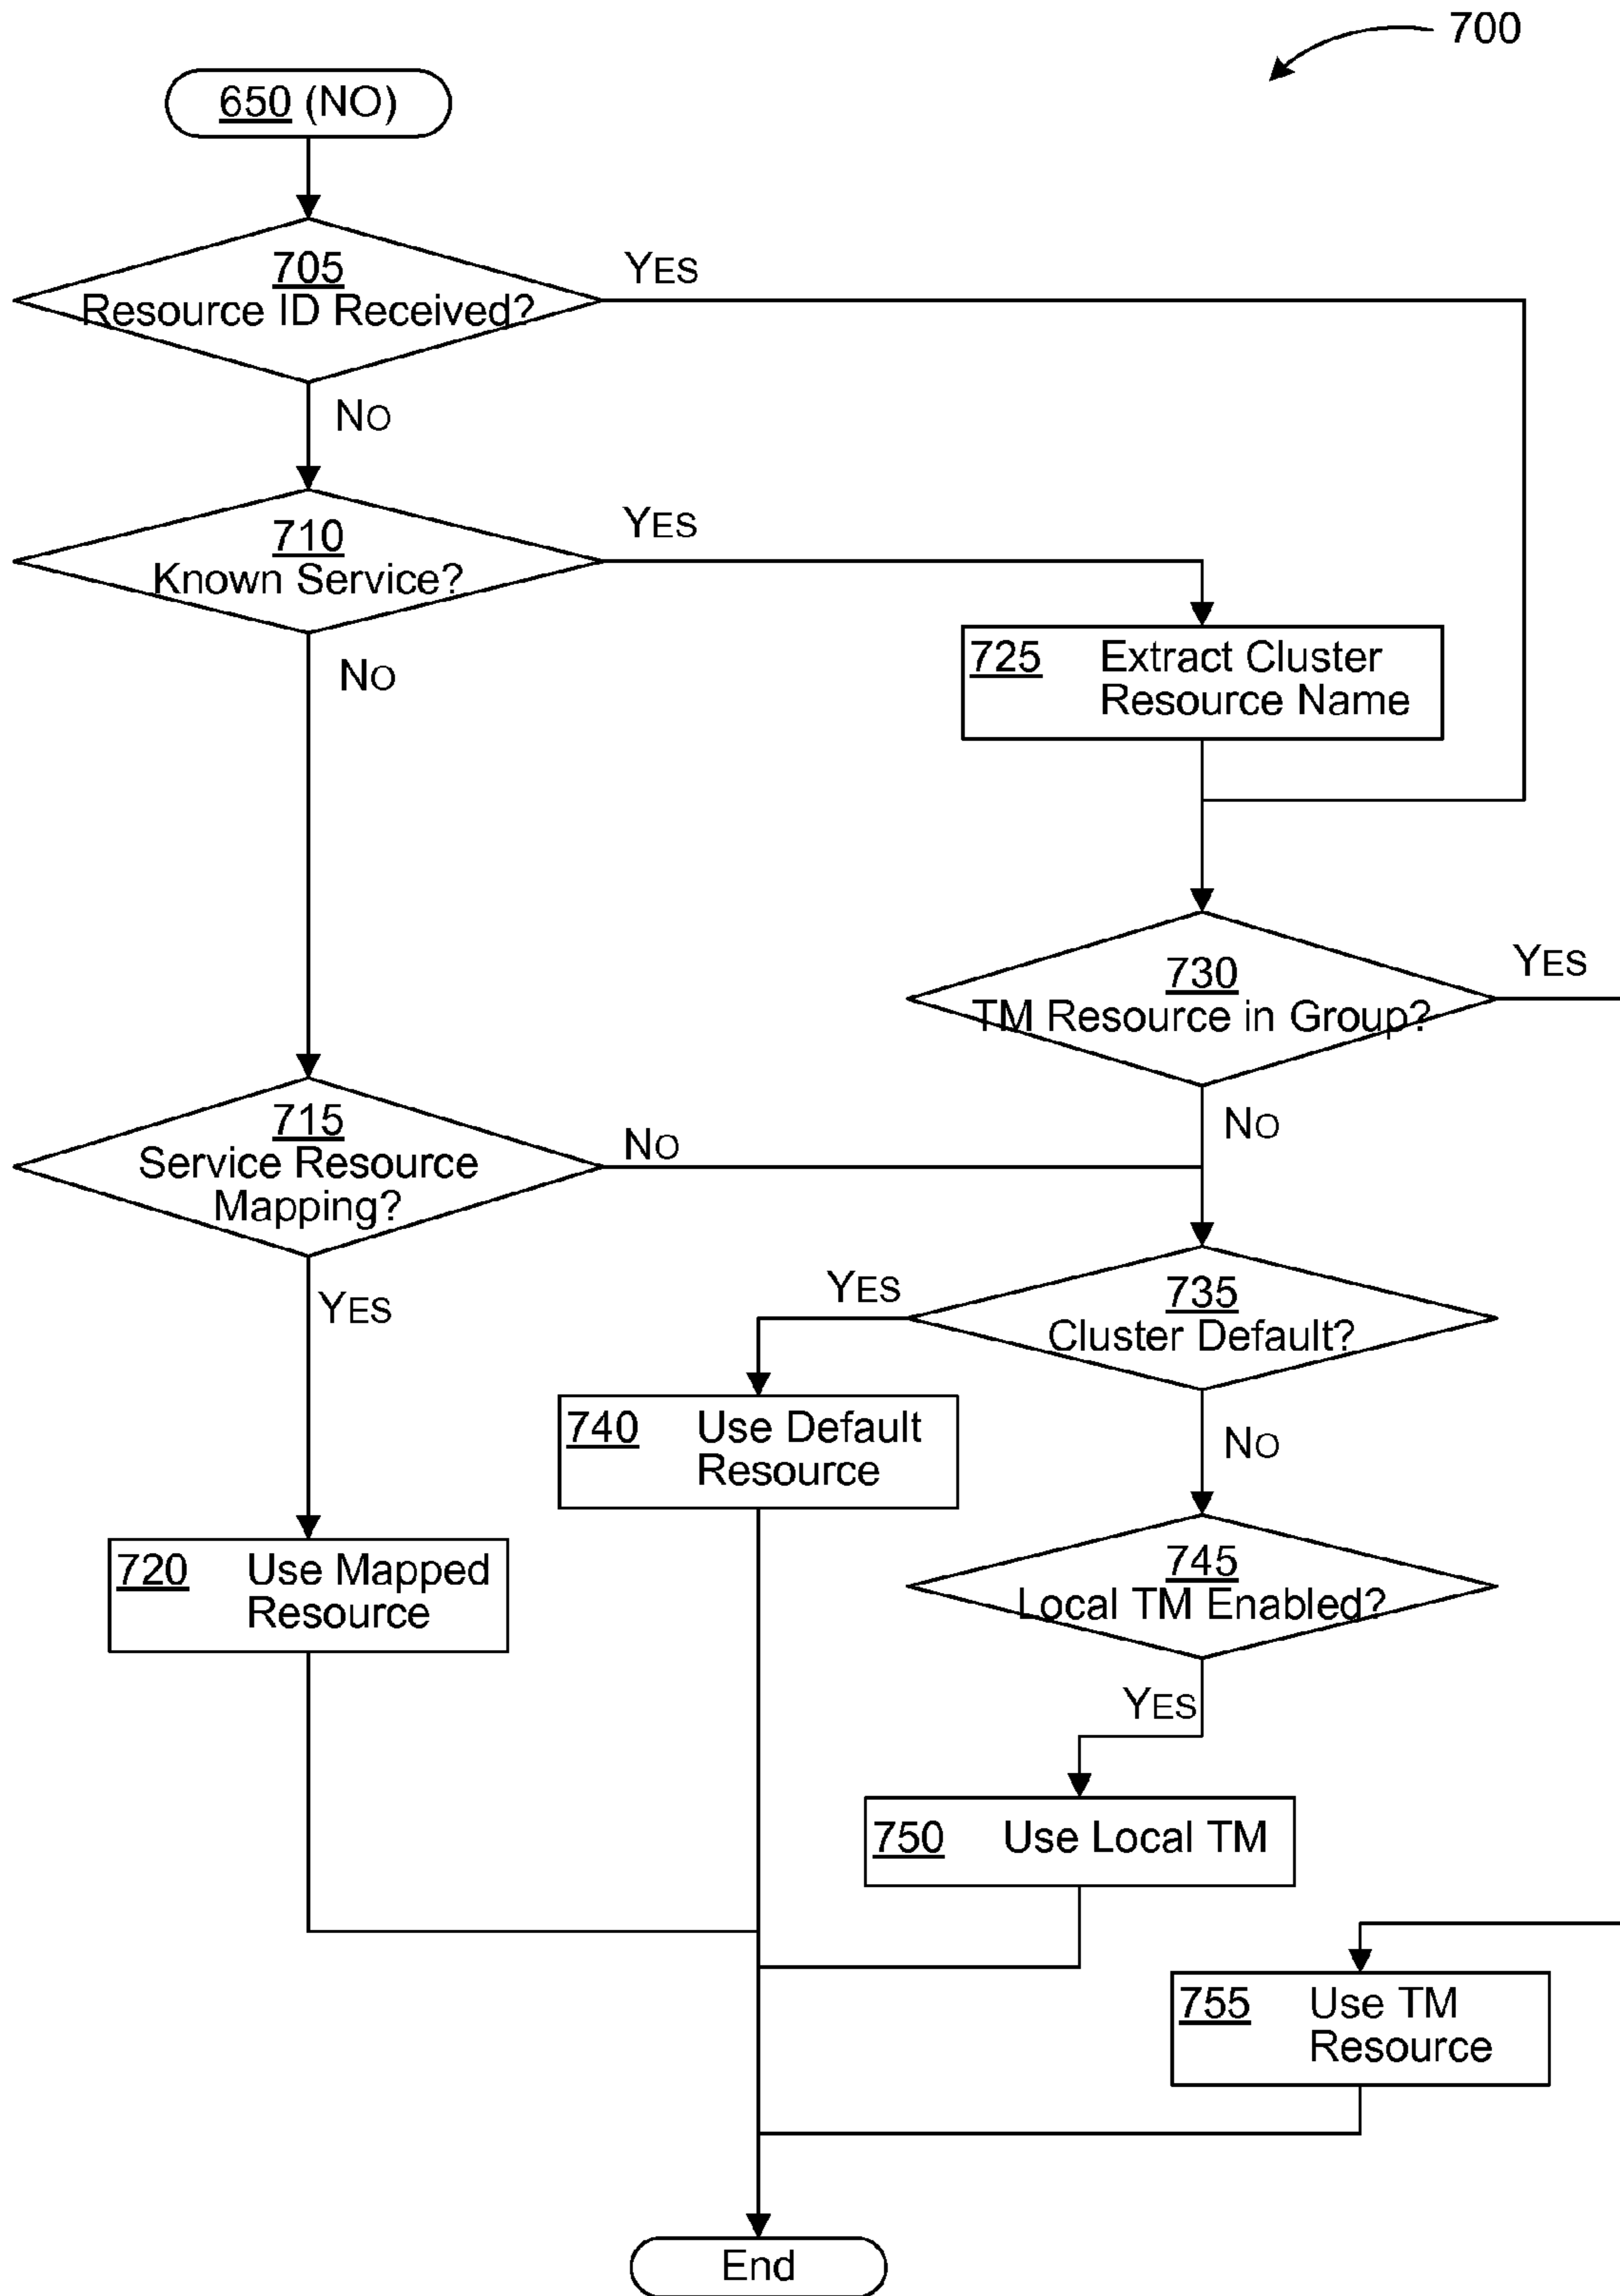 700
650 (NO)
705
Resource ID Received?
YES
NO
710
Known Service?
YES
NO
725 Extract Cluster
Resource Name
730
TM Resource in Group?
YES
NO
715
Service Resource
Mapping?
NO
YES
735
Cluster Default?
YES
NO
740 Use Default
Resource
720 Use Mapped
Resource
745
Local TM Enabled?
YES
750 Use Local TM
755 Use TM
Resource
End